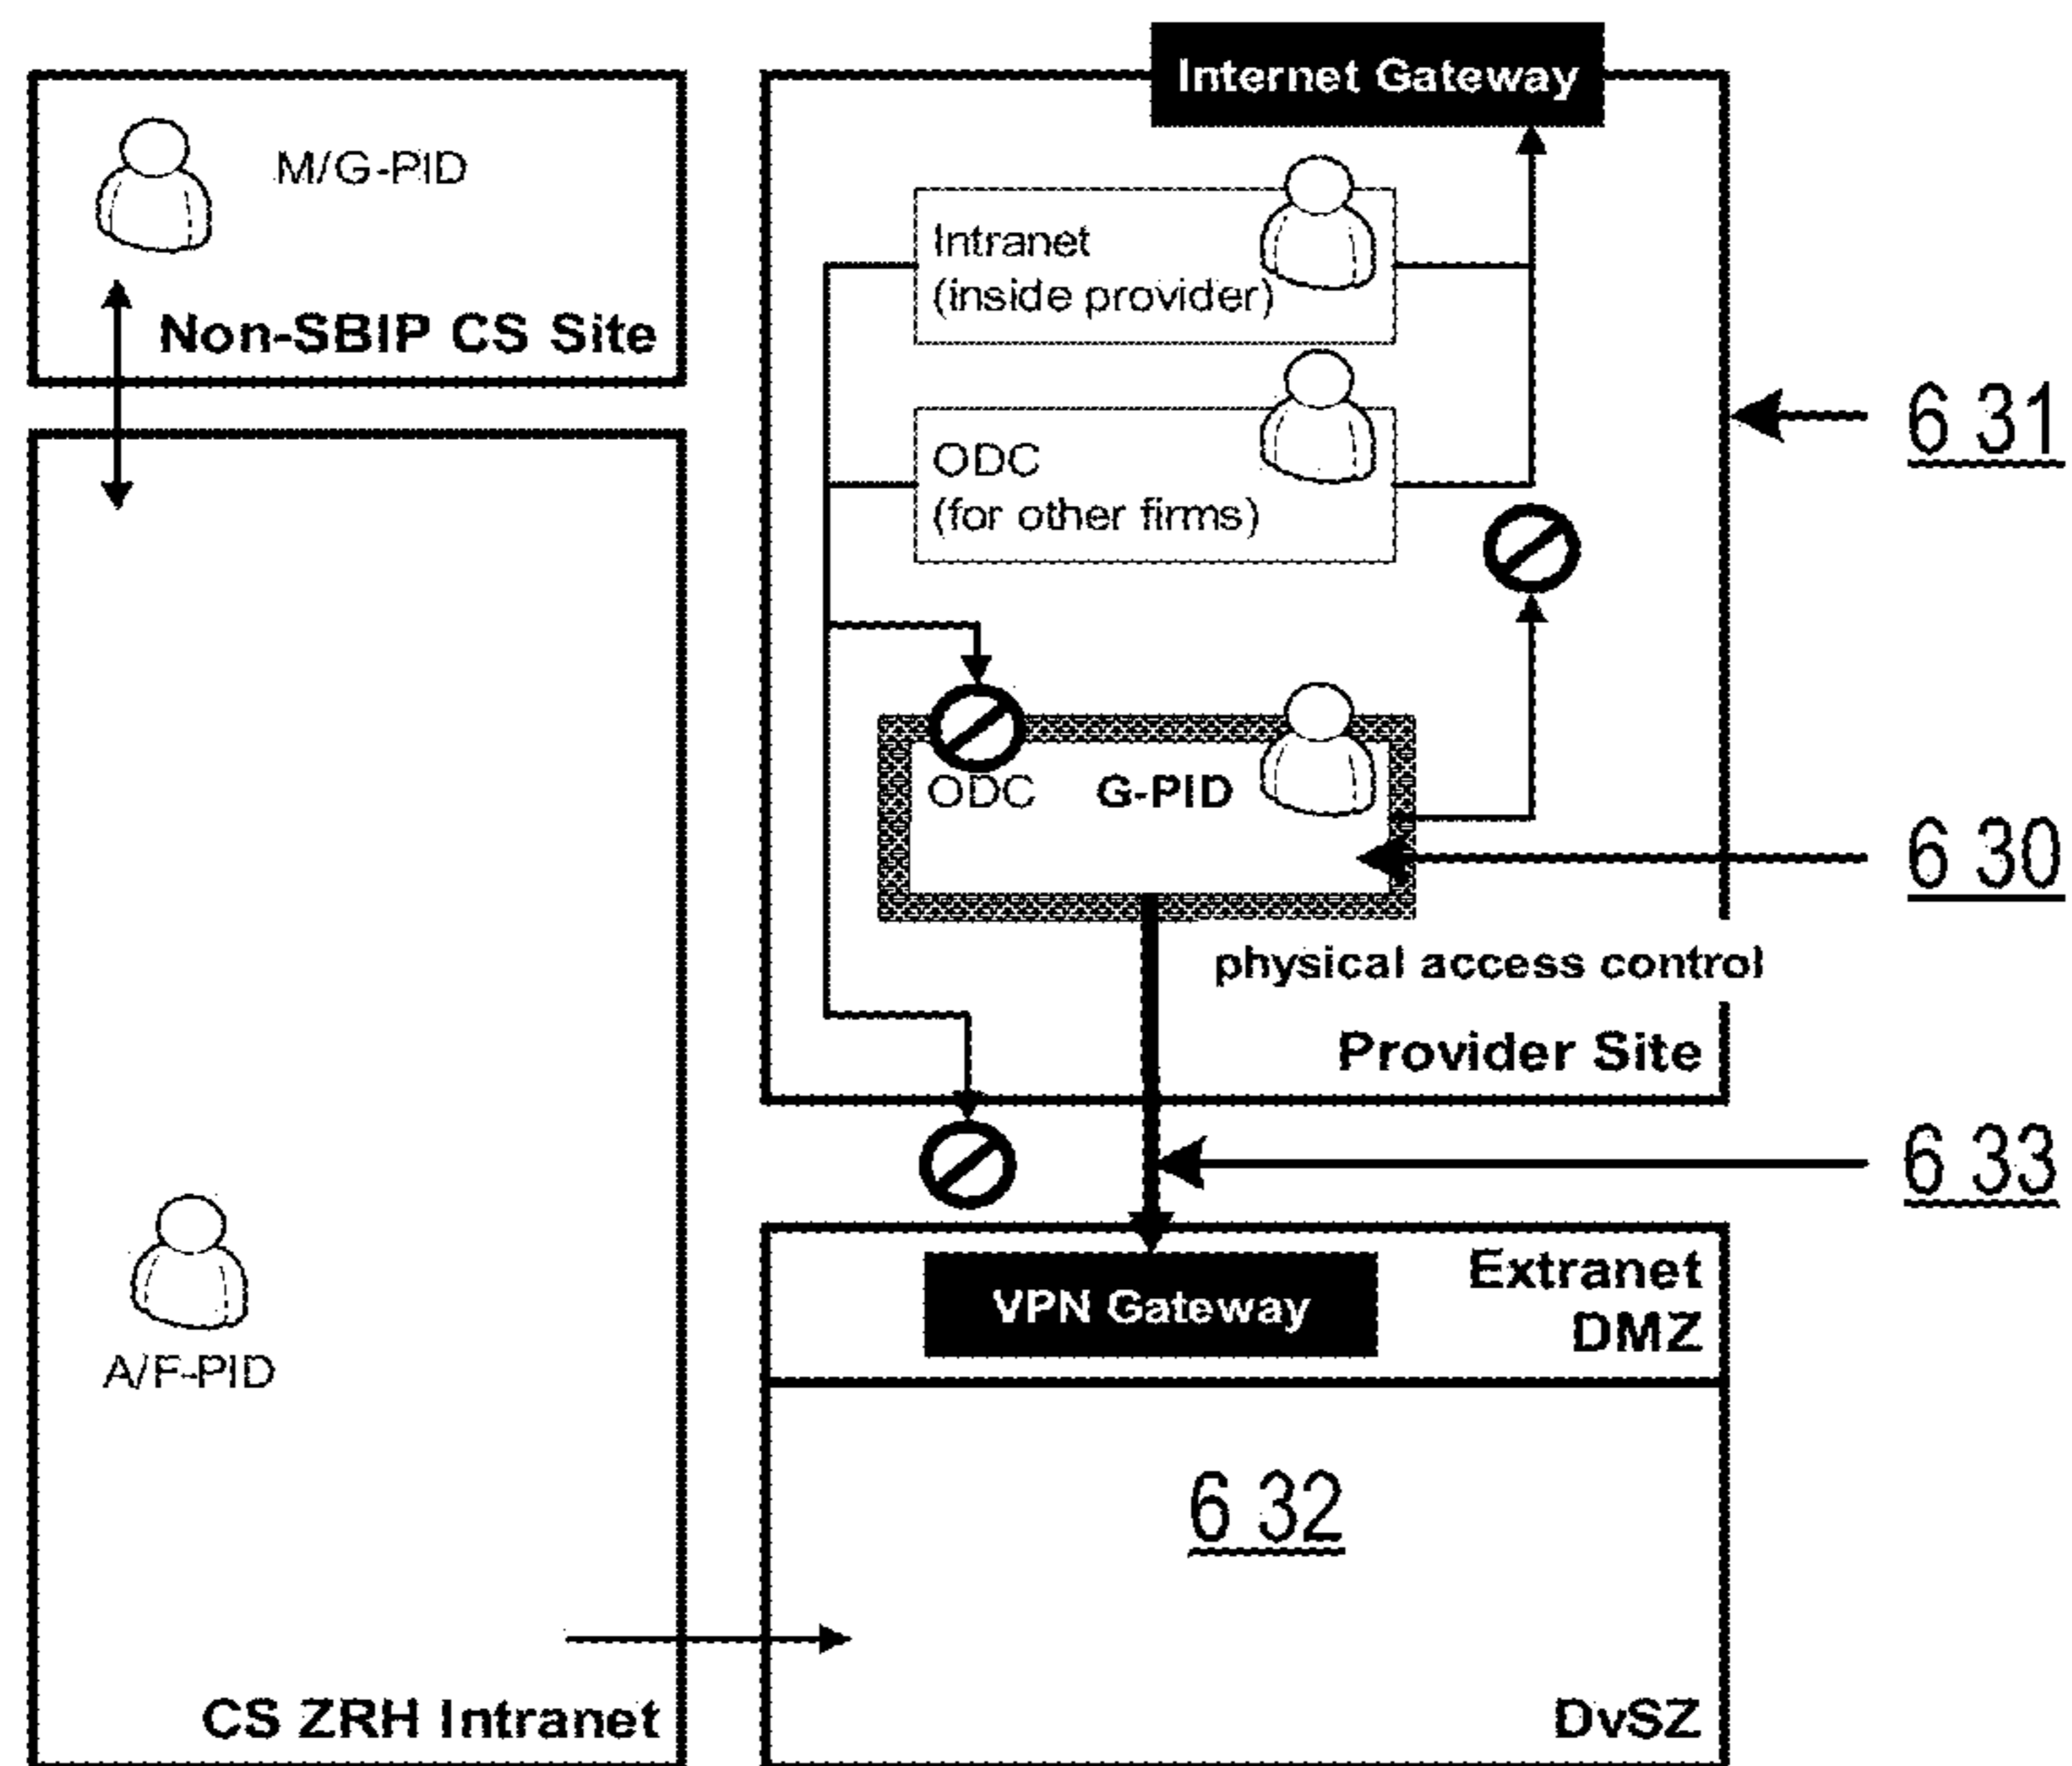 Internet Gateway
M/G-PID
Non-SBIP CS Site
Intranet
(inside provider)
ODC
(for other firms)
6 31
ODC G-PID
6 30
physical access control
Provider Site
6 33
Extranet
DMZ
VPN Gateway
A/F-PID
6 32
CS ZRH Intranet
DvSZ